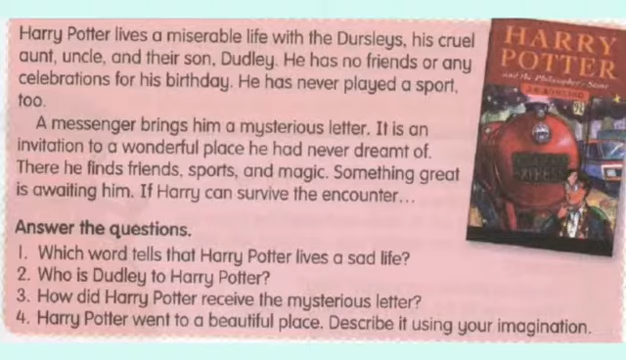 Harry Potter lives a miserable life with the Dursleys, his cruel
aunt, uncle, and their son, Dudley. He has no friends or any
celebrations for his birthday. He has never played a sport,
too.
A messenger brings him a mysterious letter. It is an
invitation to a wonderful place he had never dreamt of.
There he finds friends, sports, and magic. Something great
is awaiting him. If Harry can survive the encounter...
HARRY
POTTER
and the Philosopher's Stone
J.K. ROWLING
Answer the questions.
1. Which word tells that Harry Potter lives a sad life?
2. Who is Dudley to Harry Potter?
3. How did Harry Potter receive the mysterious letter?
4. Harry Potter went to a beautiful place. Describe it using your imagination.